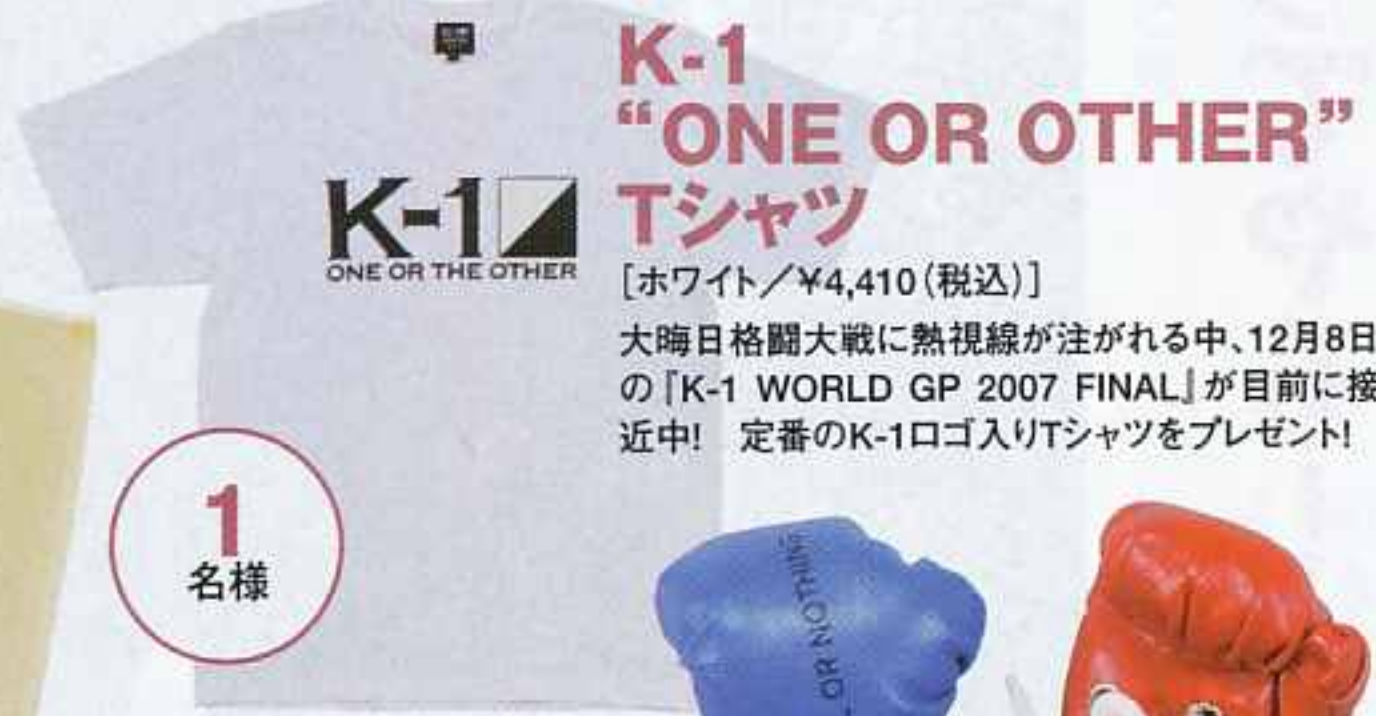 K-1
“ONE OR OTHER”
Tシャツ
[ホワイト／¥4,410（税込）]
大晦日格闘大戦に熱視線が注がれる中、12月8日
の『K-1 WORLD GP 2007 FINAL』が目前に接
近中!　定番のK-1ロゴ入りTシャツをプレゼント!
K-1
ONE OR THE OTHER
1
名様
OR NOTHING